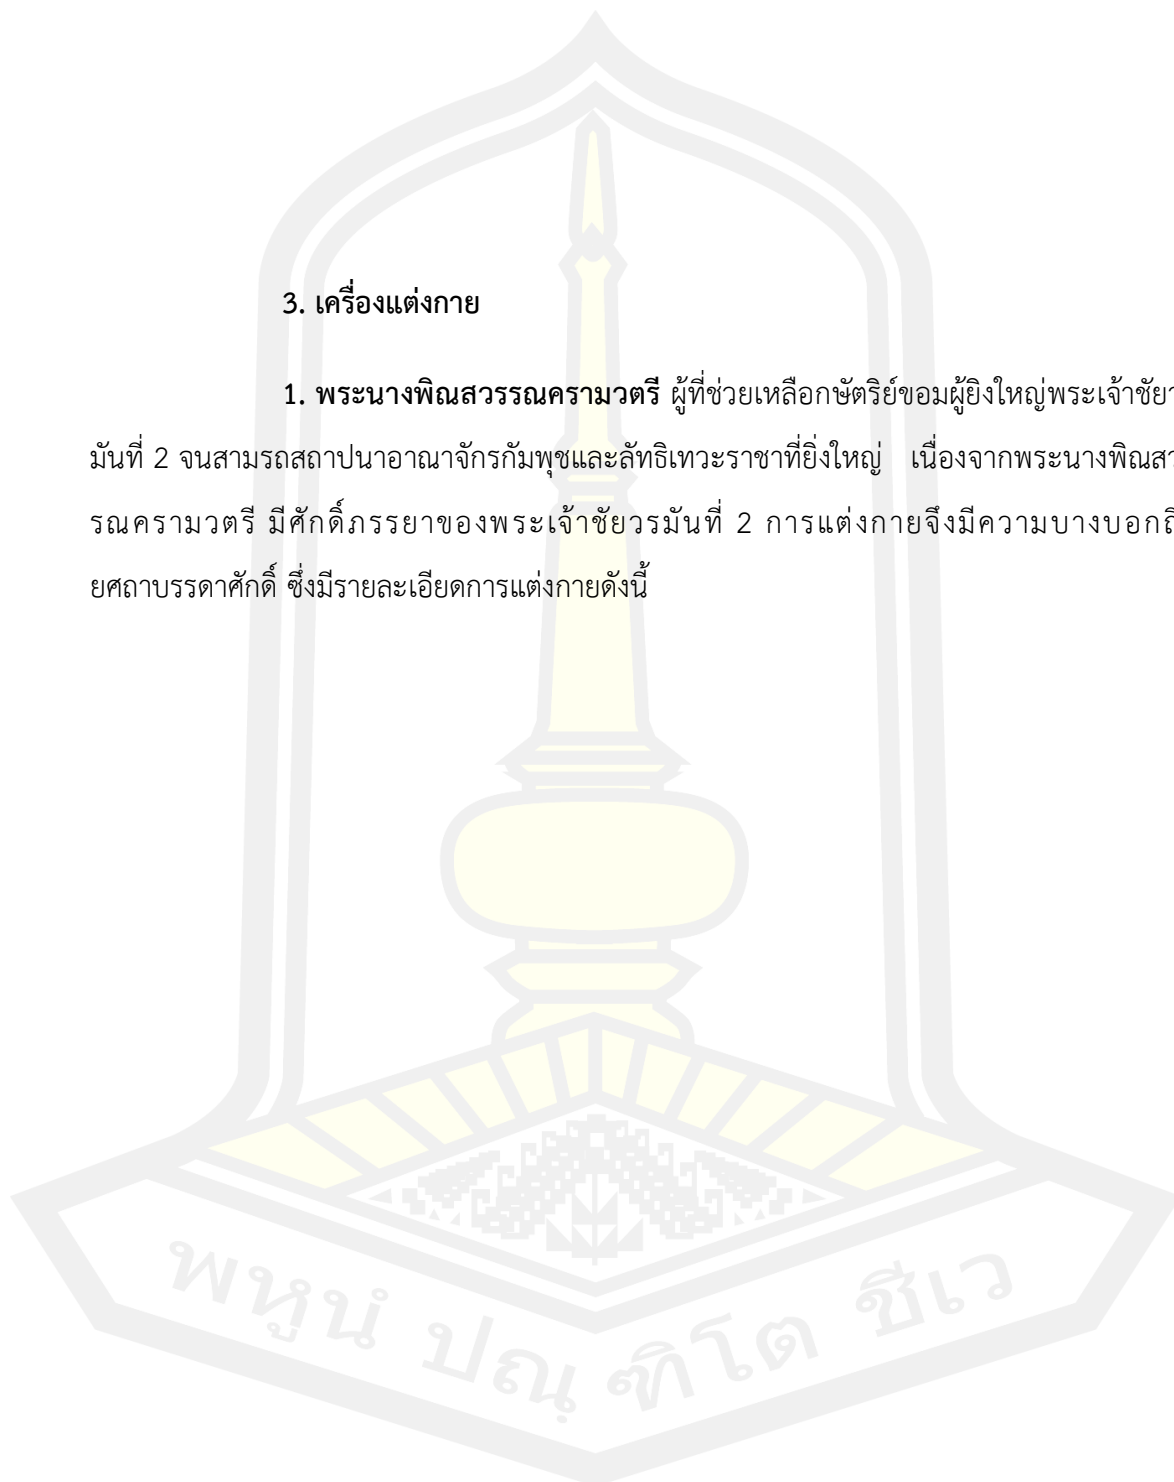 3. เครื่องแต่งกาย
1. พระนางพิณสวรรณครามวตรี ผู้ที่ช่วยเหลือกษัตริย์ขอมผู้ยิงใหญ่พระเจ้าชัยว
มันที่ 2 จนสามรถสถาปนาอาณาจักรกัมพุชและลัทธิเทวะราชาที่ยิ่งใหญ่ เนื่องจากพระนางพิณสว
รณครามวตรี มีศักดิ์ภรรยาของพระเจ้าชัยวรมันที่ 2 การแต่งกายจึงมีความบางบอกถึ
ยศถาบรรดาศักดิ์ ซึ่งมีรายละเอียดการแต่งกายดังนี้
พหูนํ ปณฺฑิโต ชีเว